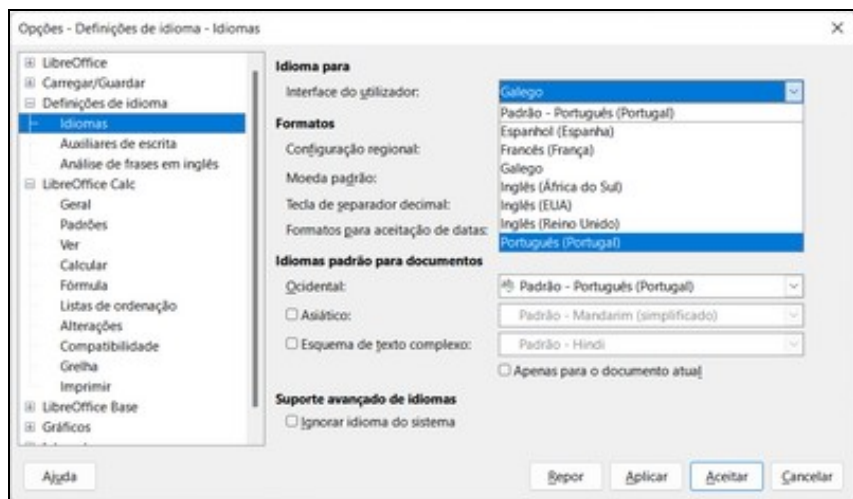 Opções - Definições de idioma - Idiomas
LibreOffice
Carregar/Guardar
Definições de idioma
Idiomas
Auxiliares de escrita
Análise de frases em inglês
LibreOffice Calc
Geral
Padrões
Ver
Calcular
Fórmula
Listas de ordenação
Alterações
Compatibilidade
Grelha
Imprimir
LibreOffice Base
Gráficos
Idioma para
Interface do utilizador:
Galego
Padrão - Português (Portugal)
Espanhol (Espanha)
Francês (França)
Galego
Inglês (África do Sul)
Inglês (EUA)
Inglês (Reino Unido)
Português (Portugal)
Formatos
Configuração regional:
Moeda padrão:
Tecla de separador decimal:
Formatos para aceitação de datas:
Idiomas padrão para documentos
Ocidental:
Padrão - Português (Portugal)
Asiático:
Padrão - Mandarim (simplificado)
Esquema de texto complexo:
Padrão - Hindi
Apenas para o documento atual
Suporte avançado de idiomas
Ignorar idioma do sistema
Ajuda
Repor
Aplicar
Aceitar
Cancelar